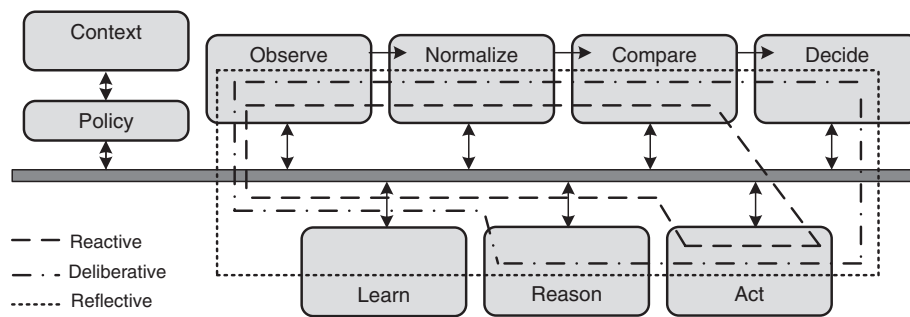 Context
Observe
Normalize
Compare
Decide
Policy
Reactive
Deliberative
Reflective
Learn
Reason
Act